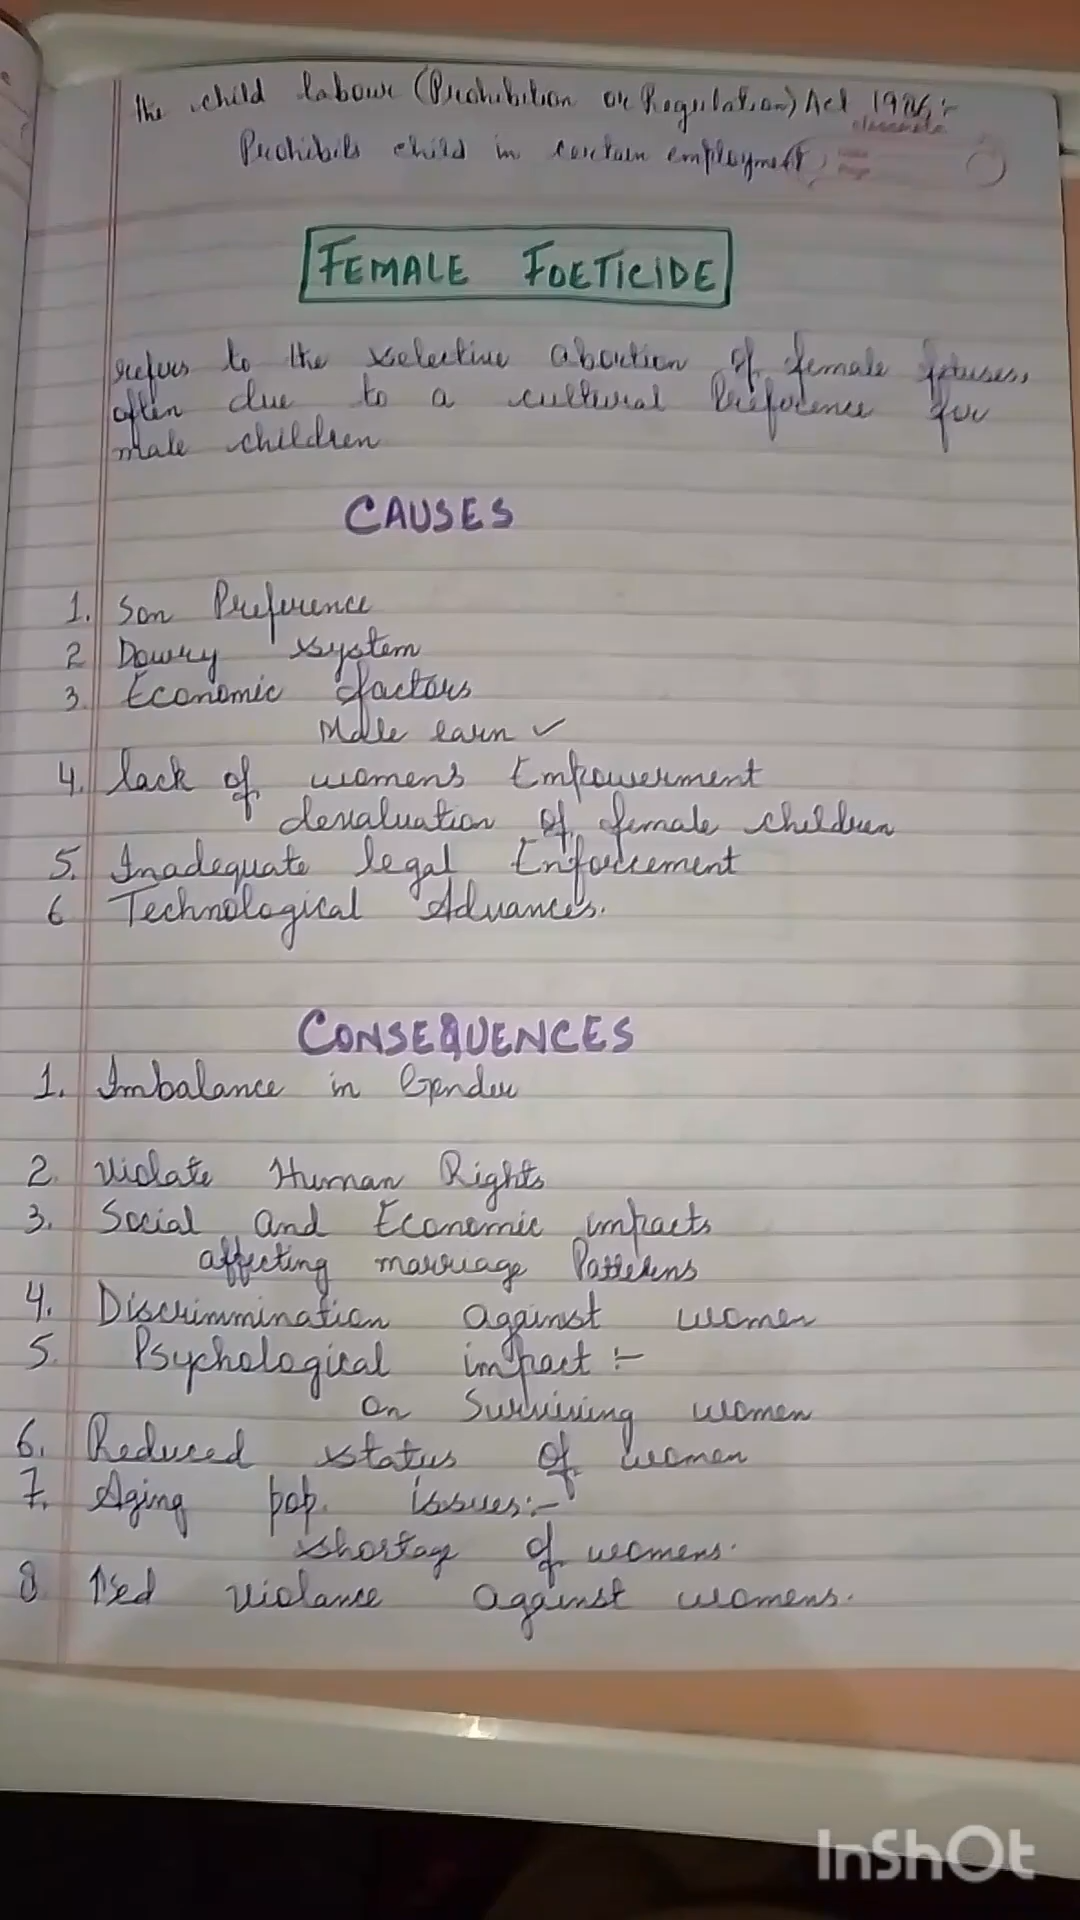 The child labour (Prohibition or Regulation) Act 1986:-
classmate
Prohibits child in certain employment
Date
Page
FEMALE FOETICIDE
refers to the selective abortion of female fetuses,
often due to a cultural Preference for
male children
CAUSES
1. Son Preference
2 Dowry system
3. Economic factors
Male earn ✓
4. lack of womens Empowerment
devaluation of female children
5. Inadequate legal Enforcement
6 Technological Advances.
CONSEQUENCES
1. Imbalance in Gender
2. Violate Human Rights
3. Social and Economic impacts
affecting marriage Patterns
4. Discrimmination against women
5. Psychological impact :-
on Surviving women
6. Reduced status of women
7. Aging pop. issues:-
shortage of womens.
8 violance against womens.
InShOt